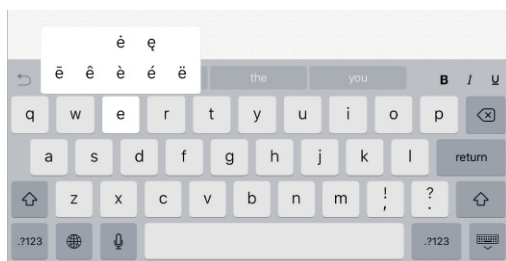 ė ę
ē ê è é ë
the you B I U
q w e r t y u i o p
a s d f g h j k l return
z x c v b n m ! , ? .
.?123 .?123